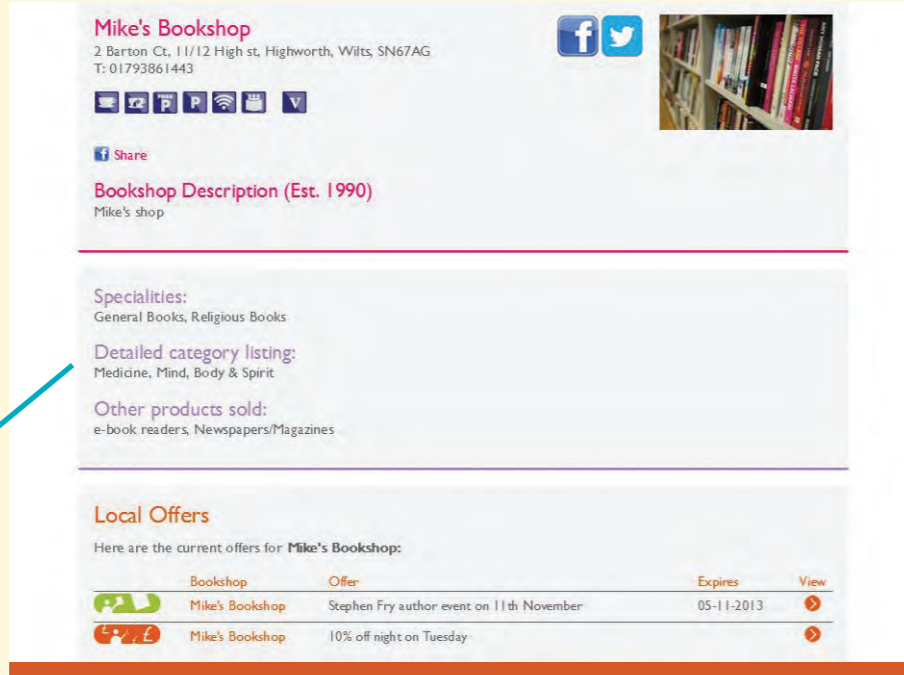 Mike's Bookshop
2 Barton Ct, 11/12 High st, Highworth, Wilts, SN67AG
T: 01793861443
P P V
Share
Bookshop Description (Est. 1990)
Mike's shop
Specialities:
General Books, Religious Books
Detailed category listing:
Medicine, Mind, Body & Spirit
Other products sold:
e-book readers, Newspapers/Magazines
Local Offers
Here are the current offers for Mike's Bookshop:
Bookshop Offer Expires View
Mike's Bookshop Stephen Fry author event on 11th November 05-11-2013
Mike's Bookshop 10% off night on Tuesday